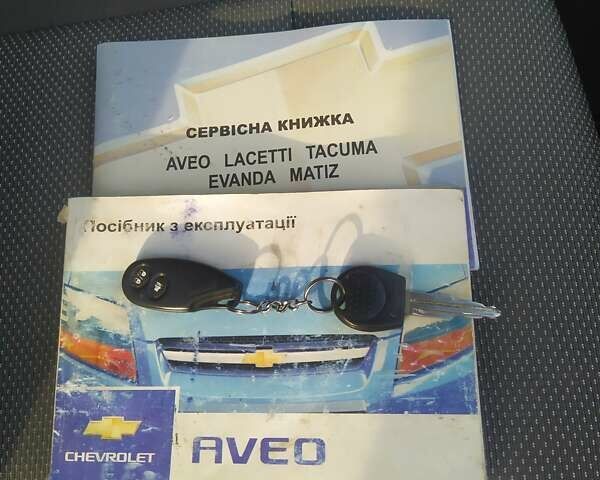 СЕРВІСНА КНИЖКА
AVEO LACETTI TACUMA
EVANDA MATIZ
Посібник з експлуатації
CHEVROLET
AVEO